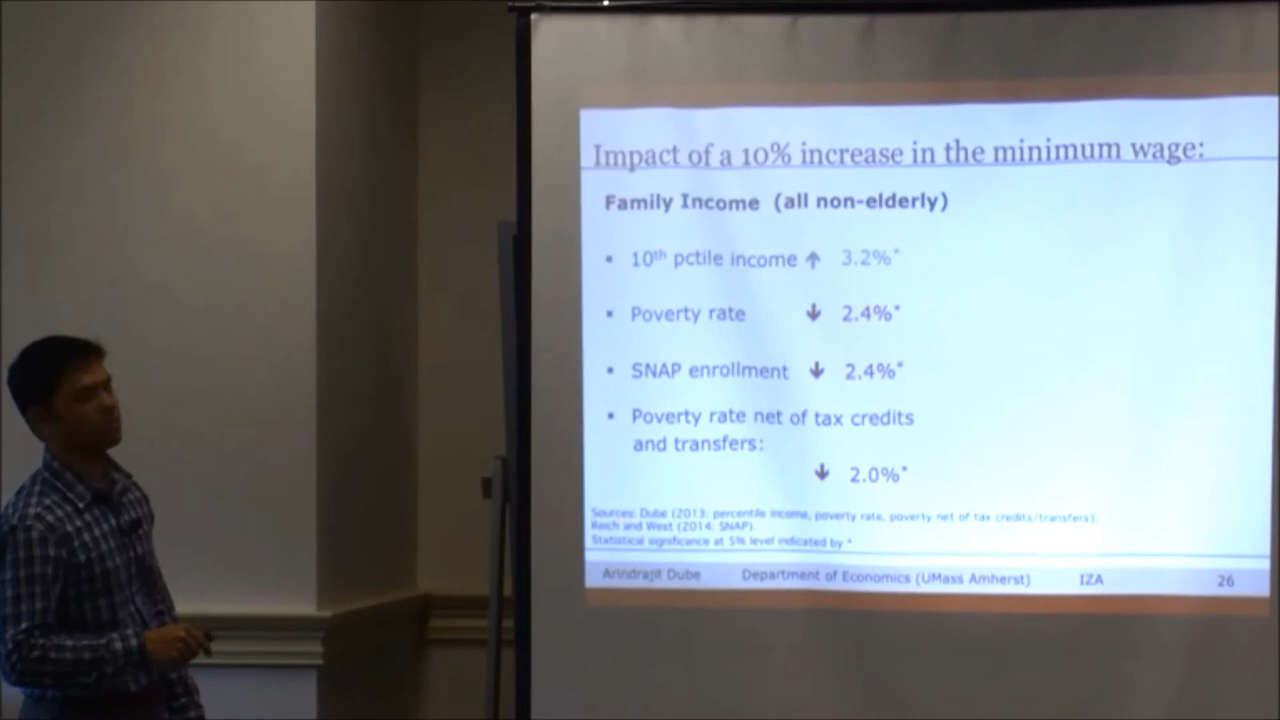 Impact of a 10% increase in the minimum wage:
Family Income (all non-elderly)
▪ 10th pctile income ↑ 3.2%*
▪ Poverty rate ↓ 2.4%*
▪ SNAP enrollment ↓ 2.4%*
▪ Poverty rate net of tax credits
and transfers:
↓ 2.0%*
Sources: Dube (2013: percentile income, poverty rate, poverty net of tax credits/transfers);
Reich and West (2014: SNAP).
Statistical significance at 5% level indicated by *
Arindrajit Dube Department of Economics (UMass Amherst) IZA 26